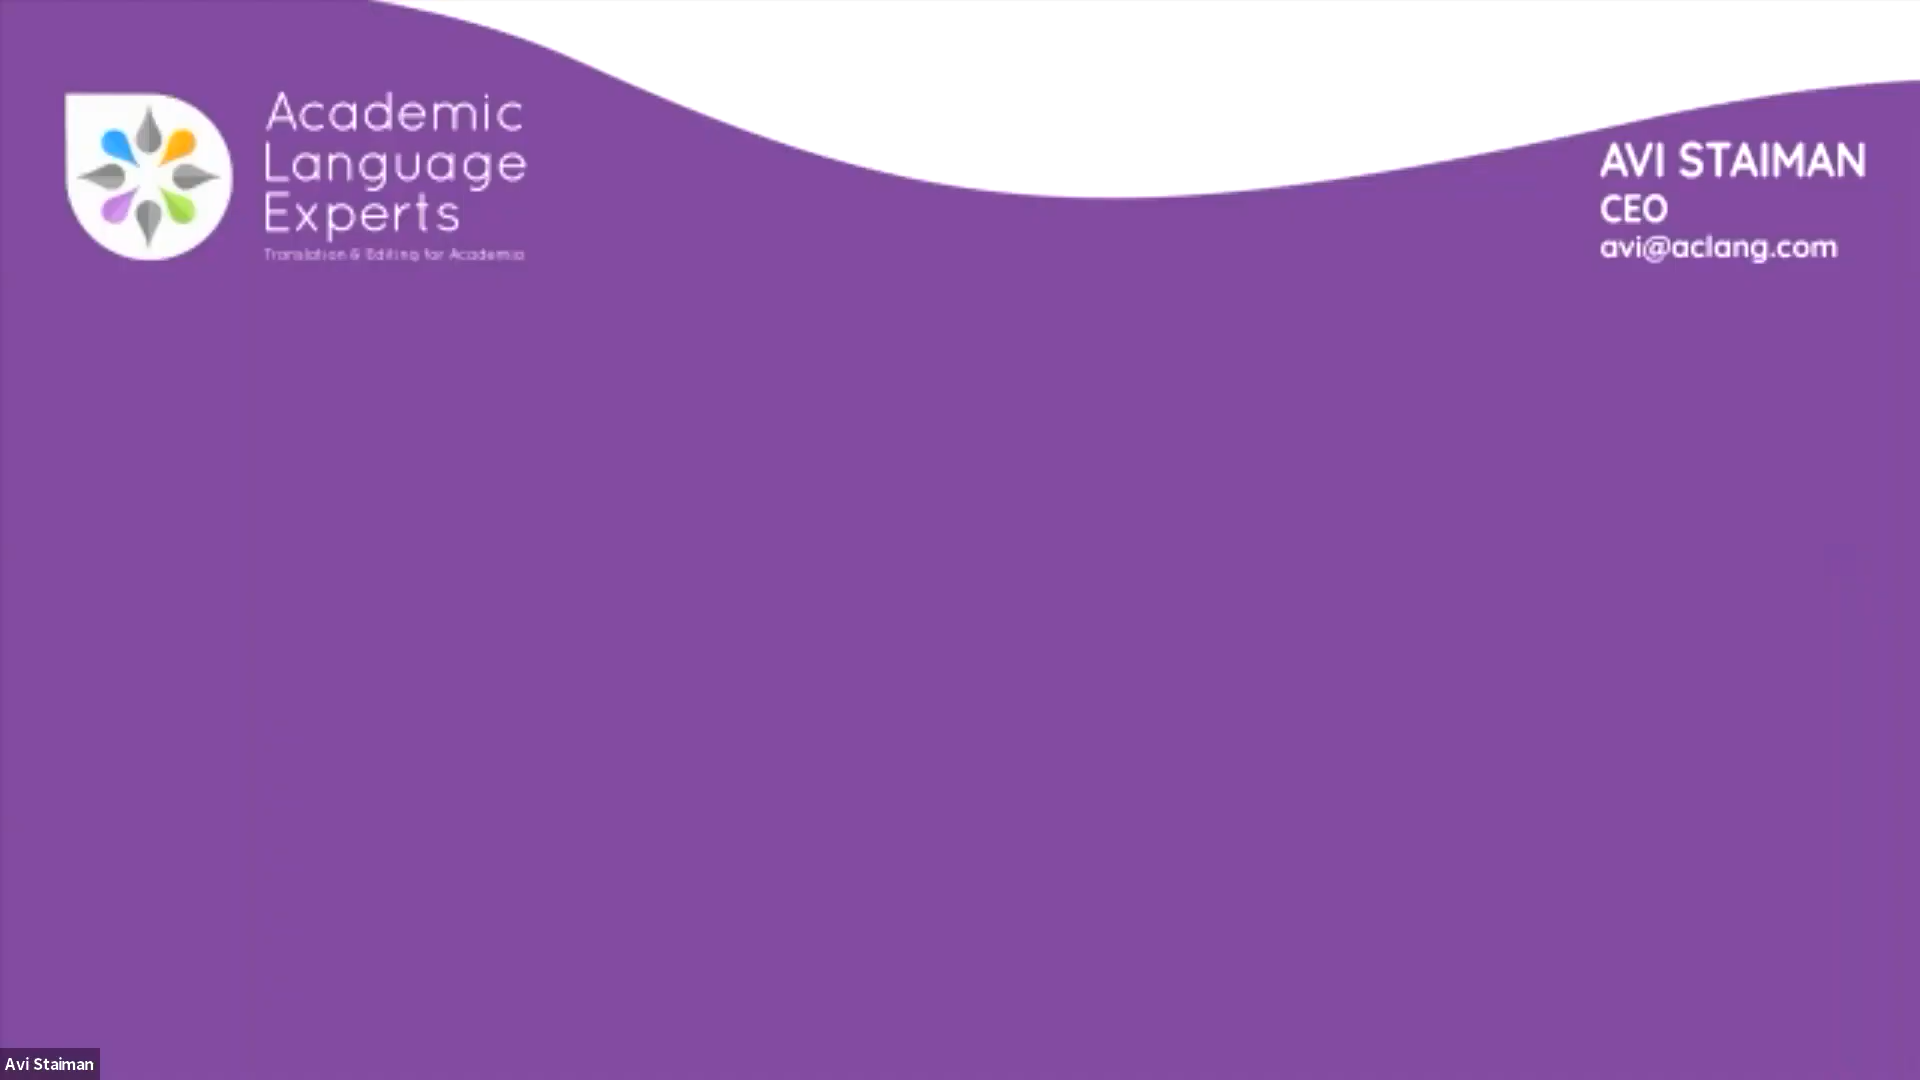 Academic
Language
Experts
Translation & Editing for Academia
AVI STAIMAN
CEO
avi@aclang.com
Avi Staiman